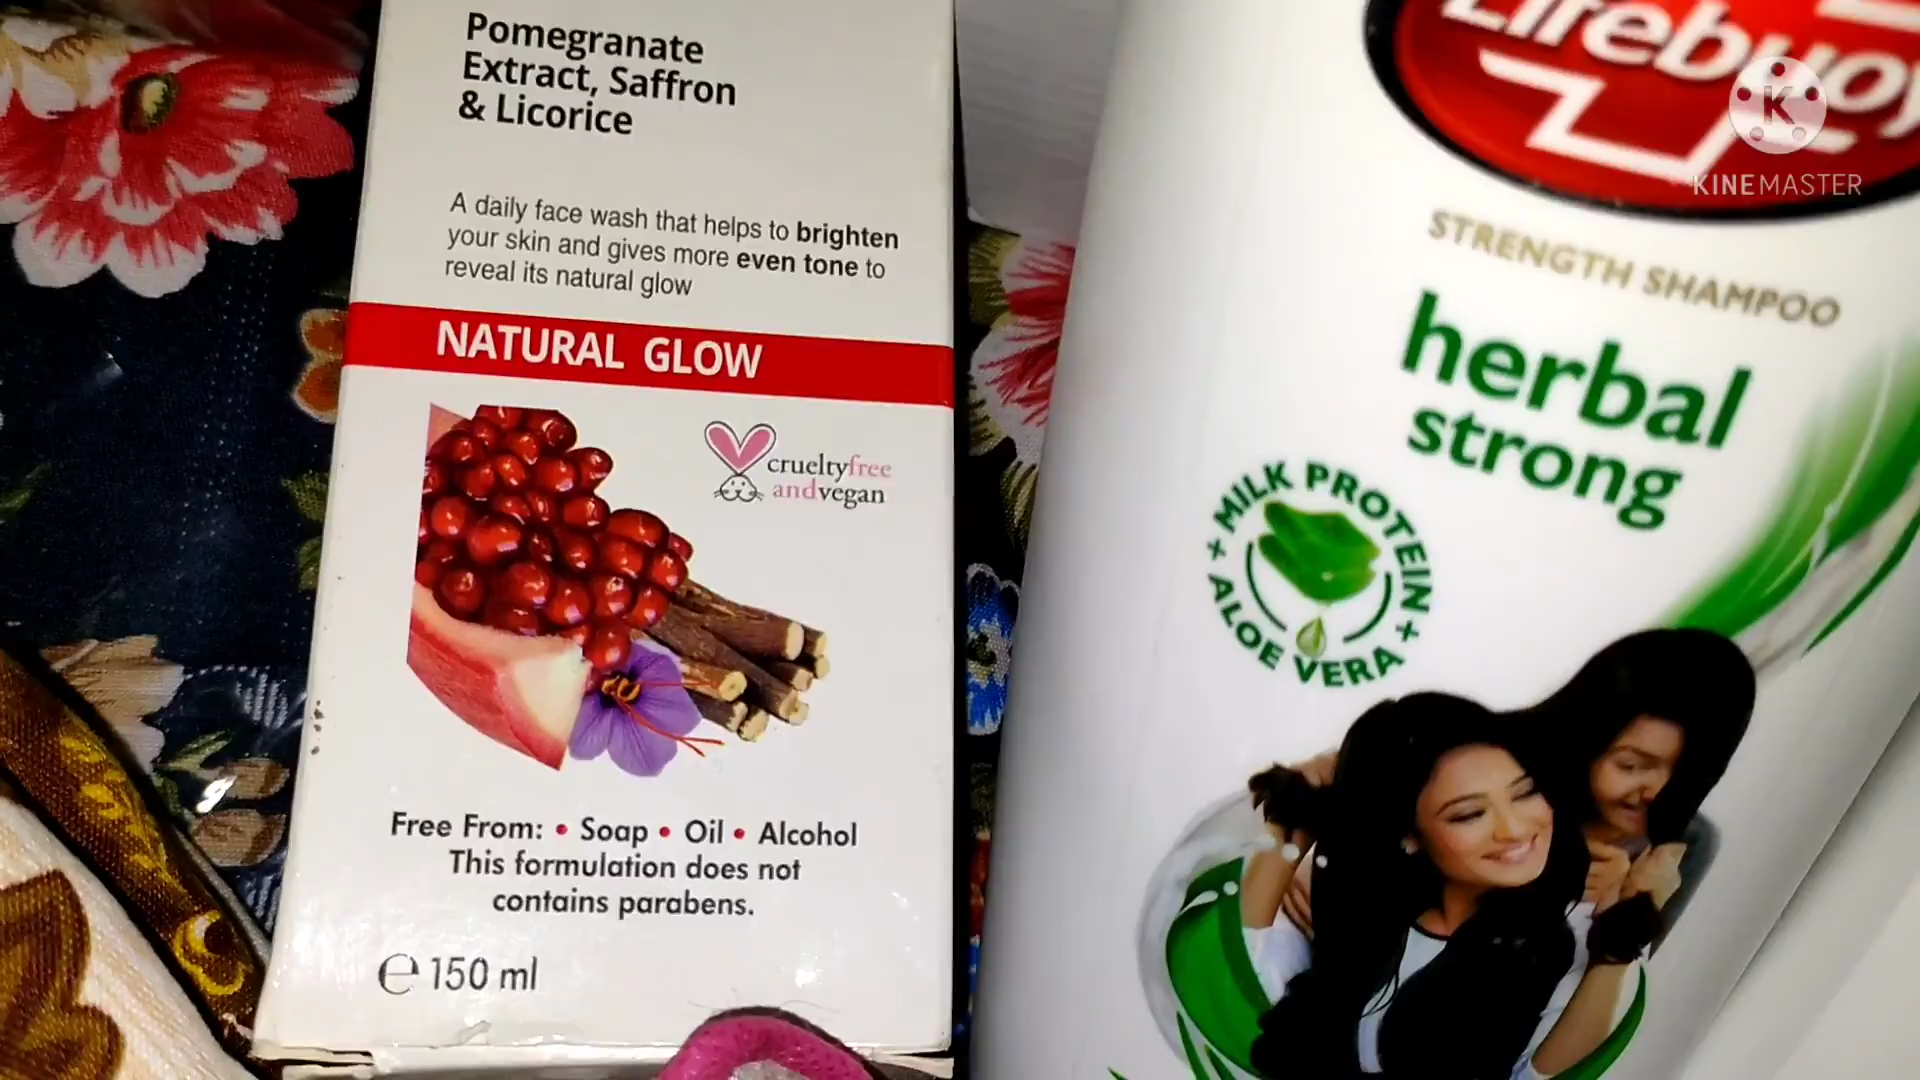 Pomegranate
Extract, Saffron
& Licorice
A daily face wash that helps to brighten
your skin and gives more even tone to
reveal its natural glow
NATURAL GLOW
crueltyfree
andvegan
Free From: • Soap • Oil • Alcohol
This formulation does not
contains parabens.
℮ 150 ml
Lifebuoy
K
KINEMASTER
STRENGTH SHAMPOO
herbal
strong
+ MILK PROTEIN +
ALOE VERA